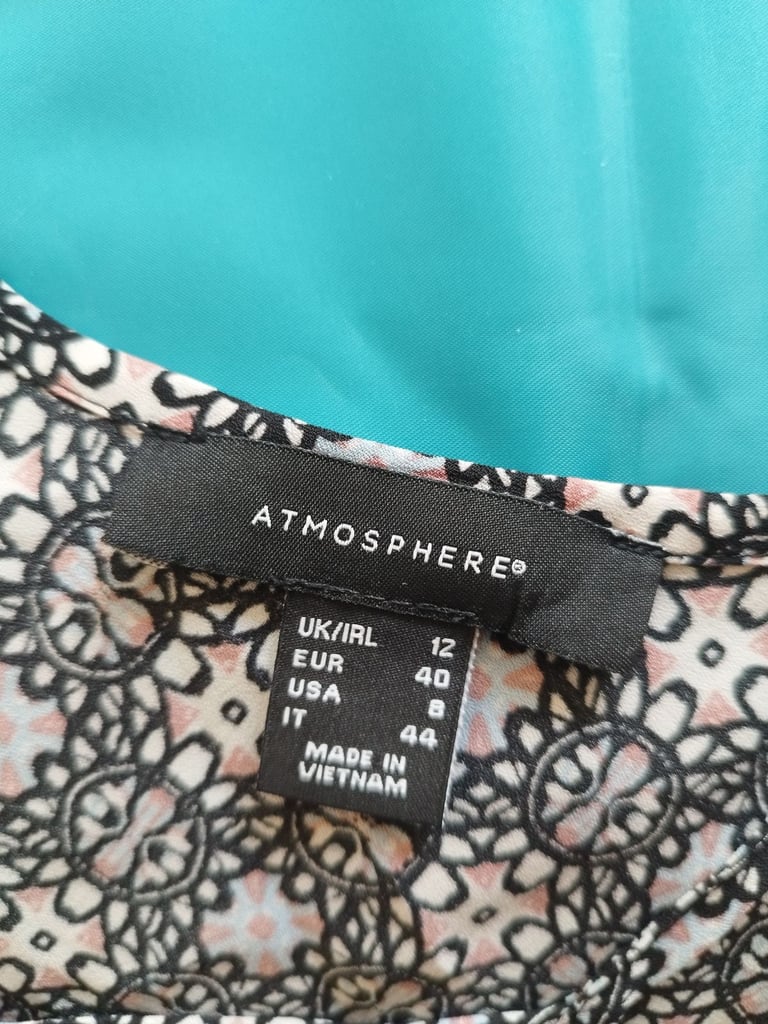 ATMOSPHERE®
UK/IRL 12
EUR 40
USA 8
IT 44
MADE IN
VIETNAM